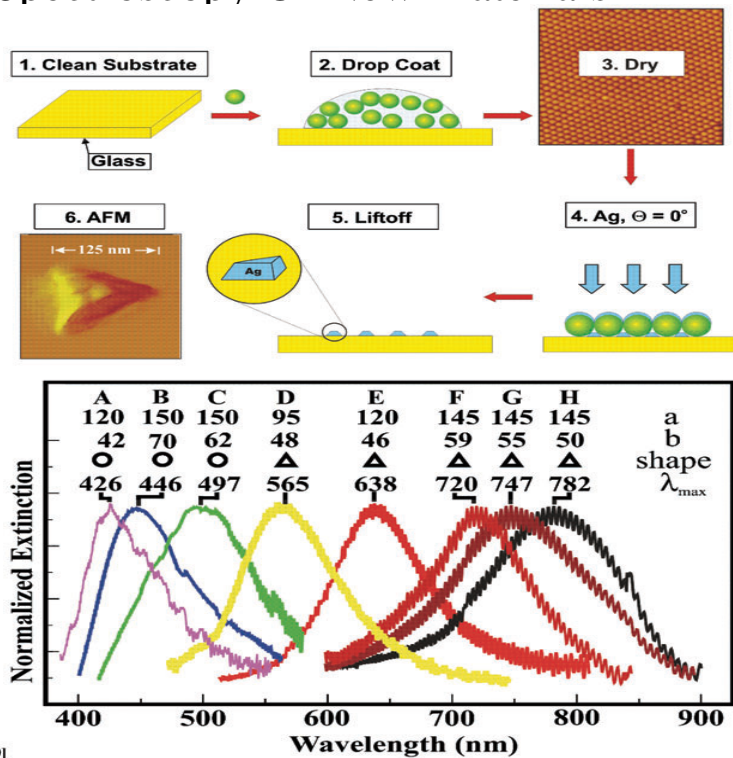 1. Clean Substrate
2. Drop Coat
3. Dry
Glass
6. AFM
5. Liftoff
4. Ag, Θ = 0°
125 nm
Ag
A B C D E F G H
120 150 150 95 120 145 145 145 a
42 70 62 48 46 59 55 50 b
shape
426 446 497 565 638 720 747 782 λmax
Normalized Extinction
400 500 600 700 800 900
Wavelength (nm)